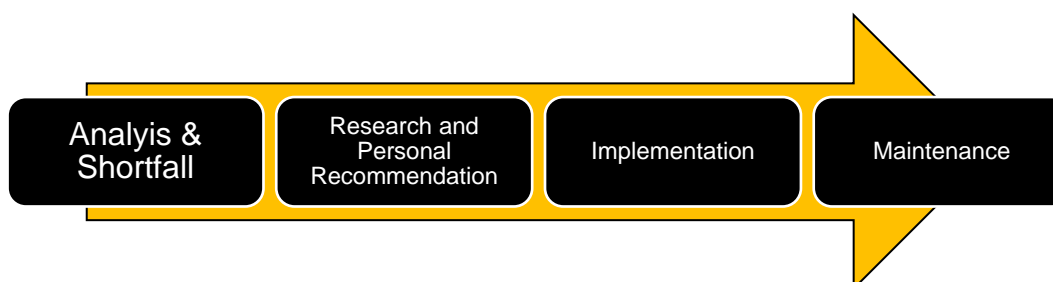 Analyis &
Shortfall
Research and
Personal
Recommendation
Implementation
Maintenance